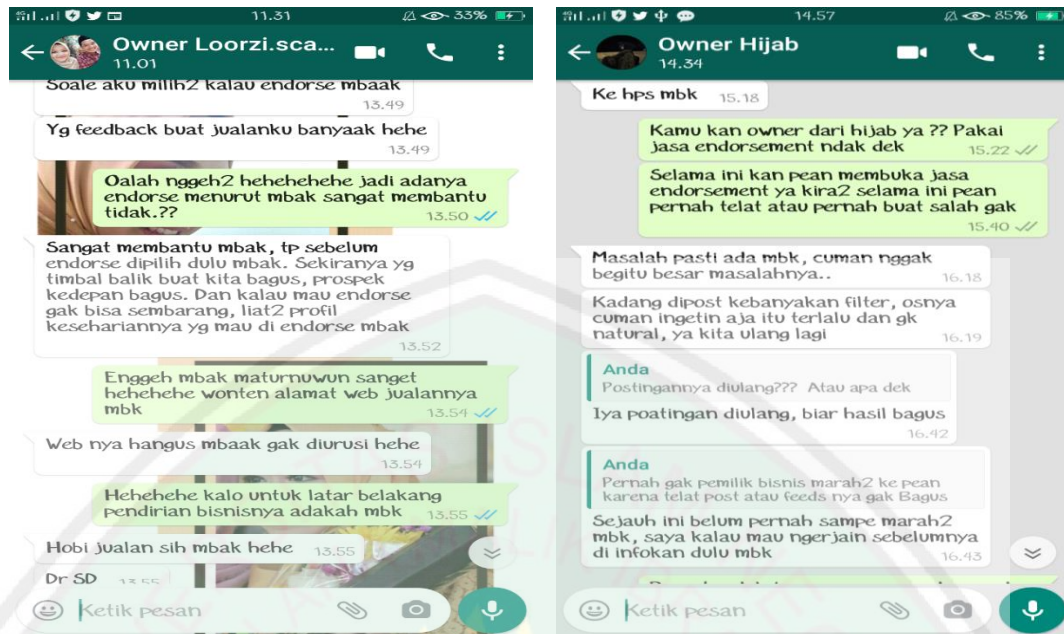 11.31
33%
Owner Loorzi.sca...
11.01
Soale aku milih2 kalau endorse mbaak
13.49
Yg feedback buat jualanku banyaak hehe
13.49
Oalah nggeh2 hehehehehe jadi adanya
endorse menurut mbak sangat membantu
tidak.??
13.50
Sangat membantu mbak, tp sebelum
endorse dipilih dulu mbak. Sekiranya yg
timbal balik buat kita bagus, prospek
kedepan bagus. Dan kalau mau endorse
gak bisa sembarang, liat2 profil
kesehariannya yg mau di endorse mbak
13.52
Enggeh mbak maturnuwun sanget
hehehehe wonten alamat web jualannya
mbk
13.54
Web nya hangus mbaak gak diurusi hehe
13.54
Hehehehe kalo untuk latar belakang
pendirian bisnisnya adakah mbk
13.55
Hobi jualan sih mbak hehe
13.55
Dr SD
13.55
Ketik pesan
14.57
85%
Owner Hijab
14.34
Ke hps mbk
15.18
Kamu kan owner dari hijab ya ?? Pakai
jasa endorsement ndak dek
15.22
Selama ini kan pean membuka jasa
endorsement ya kira2 selama ini pean
pernah telat atau pernah buat salah gak
15.40
Masalah pasti ada mbk, cuman nggak
begitu besar masalahnya..
16.18
Kadang dipost kebanyakan filter, osnya
cuman ingetin aja itu terlalu dan gk
natural, ya kita ulang lagi
16.19
Anda
Postingannya diulang??? Atau apa dek
Iya poatingan diulang, biar hasil bagus
16.42
Anda
Pernah gak pemilik bisnis marah2 ke pean
karena telat post atau feeds nya gak Bagus
Sejauh ini belum pernah sampe marah2
mbk, saya kalau mau ngerjain sebelumnya
di infokan dulu mbk
16.43
Ketik pesan